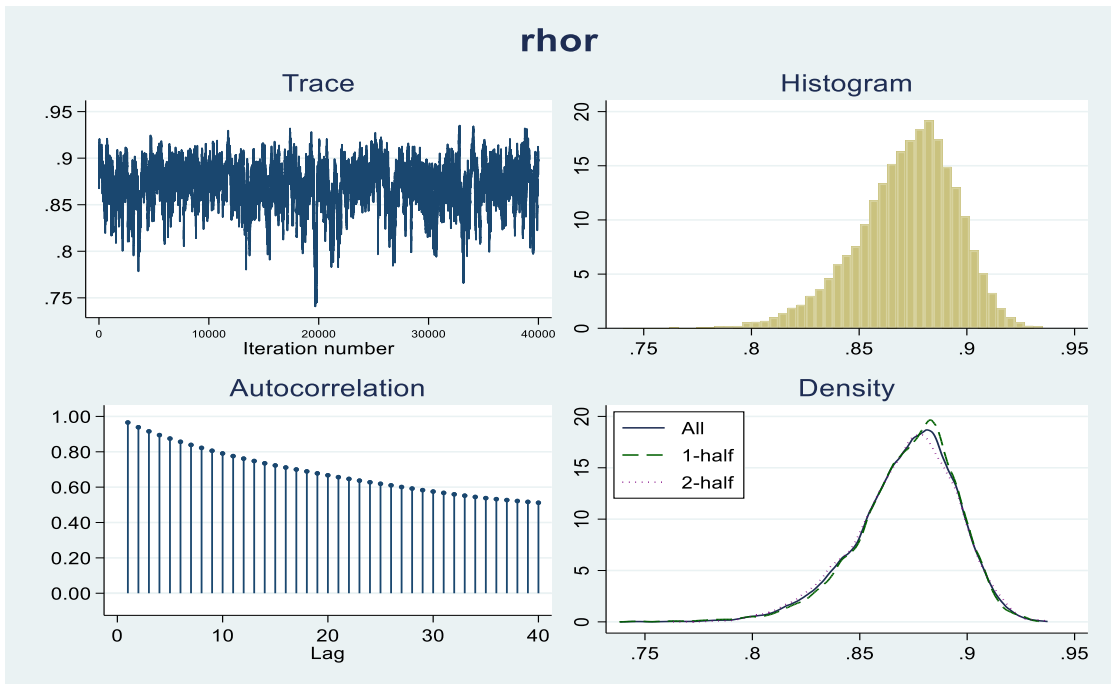 rhor
Trace
.95
.9
.85
.8
.75
0 10000 20000 30000 40000
Iteration number
Histogram
20
15
10
5
0
.75 .8 .85 .9 .95
Autocorrelation
1.00
0.80
0.60
0.40
0.20
0.00
0 10 20 30 40
Lag
Density
All
1-half
2-half
20
15
10
5
0
.75 .8 .85 .9 .95